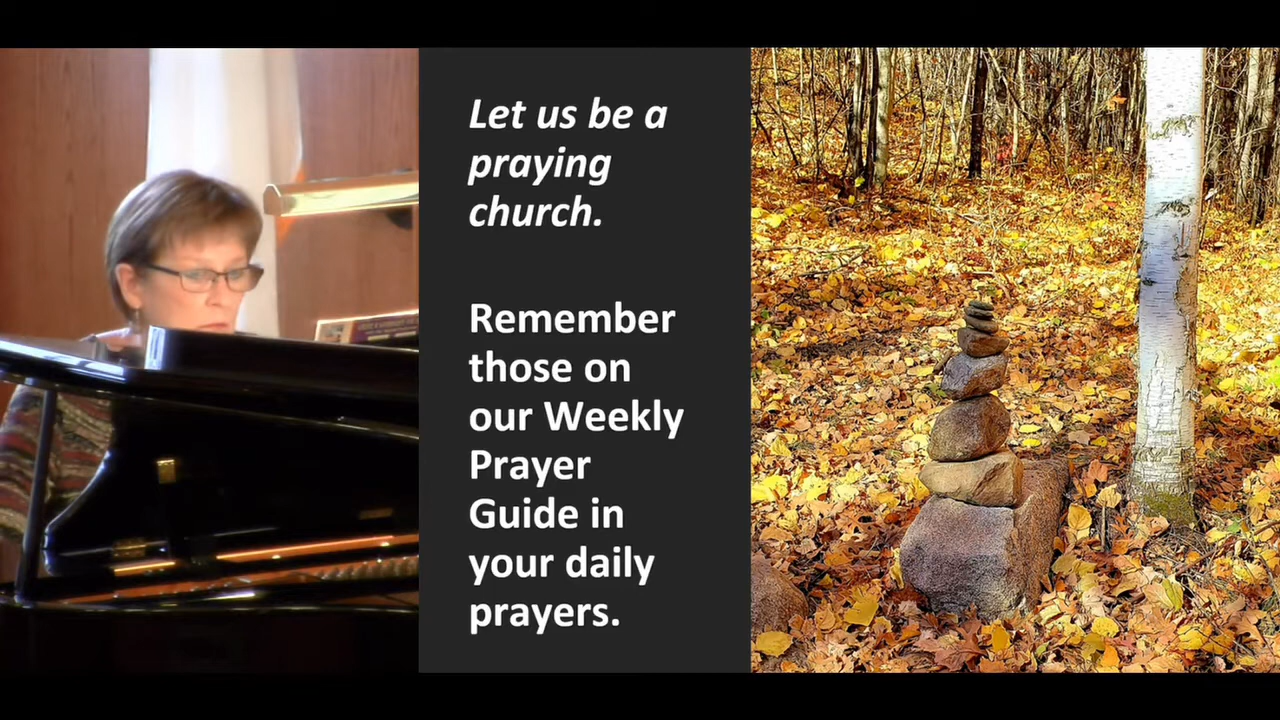 Let us be a
praying
church.
Remember
those on
our Weekly
Prayer
Guide in
your daily
prayers.